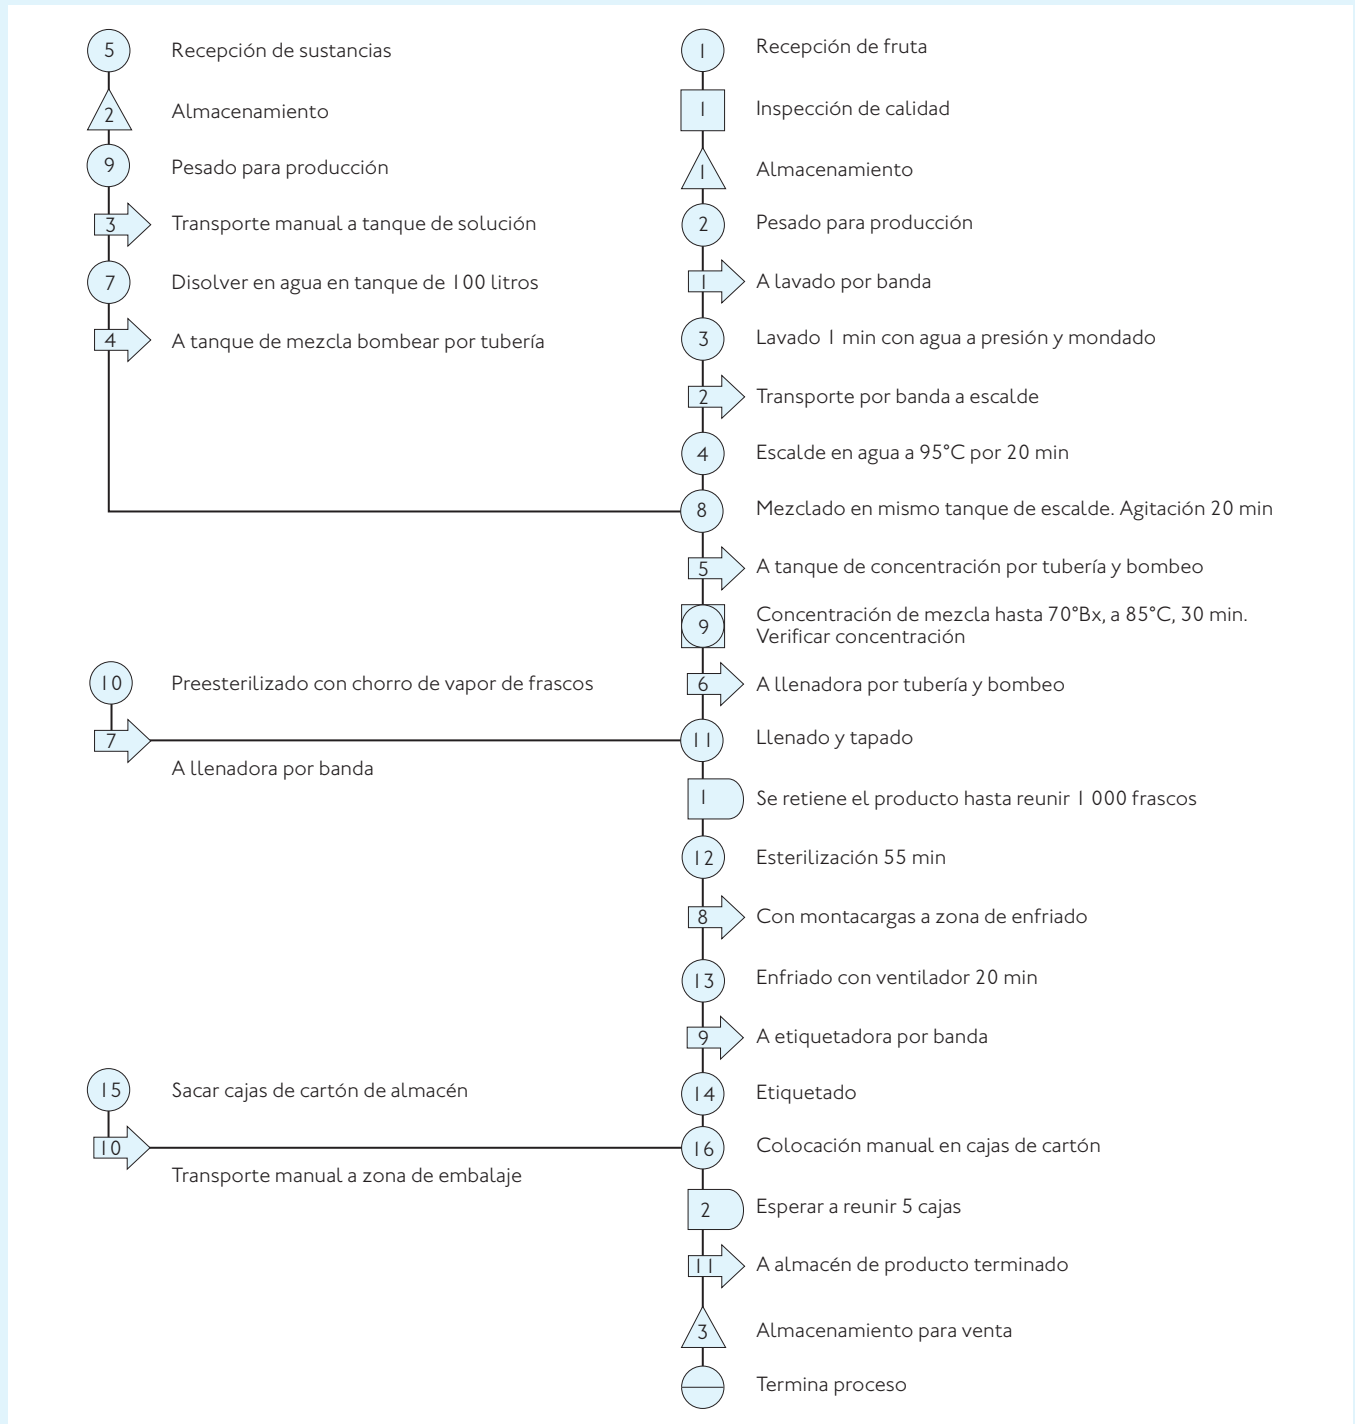 5 Recepción de sustancias
2 Almacenamiento
9 Pesado para producción
3 Transporte manual a tanque de solución
7 Disolver en agua en tanque de 100 litros
4 A tanque de mezcla bombear por tubería
1 Recepción de fruta
1 Inspección de calidad
1 Almacenamiento
2 Pesado para producción
1 A lavado por banda
3 Lavado 1 min con agua a presión y mondado
2 Transporte por banda a escalde
4 Escalde en agua a 95°C por 20 min
8 Mezclado en mismo tanque de escalde. Agitación 20 min
5 A tanque de concentración por tubería y bombeo
9 Concentración de mezcla hasta 70°Bx, a 85°C, 30 min.
Verificar concentración
10 Preesterilizado con chorro de vapor de frascos
7
A llenadora por banda
6 A llenadora por tubería y bombeo
11 Llenado y tapado
1 Se retiene el producto hasta reunir 1 000 frascos
12 Esterilización 55 min
8 Con montacargas a zona de enfriado
13 Enfriado con ventilador 20 min
9 A etiquetadora por banda
15 Sacar cajas de cartón de almacén
10
Transporte manual a zona de embalaje
14 Etiquetado
16 Colocación manual en cajas de cartón
2 Esperar a reunir 5 cajas
11 A almacén de producto terminado
3 Almacenamiento para venta
Termina proceso